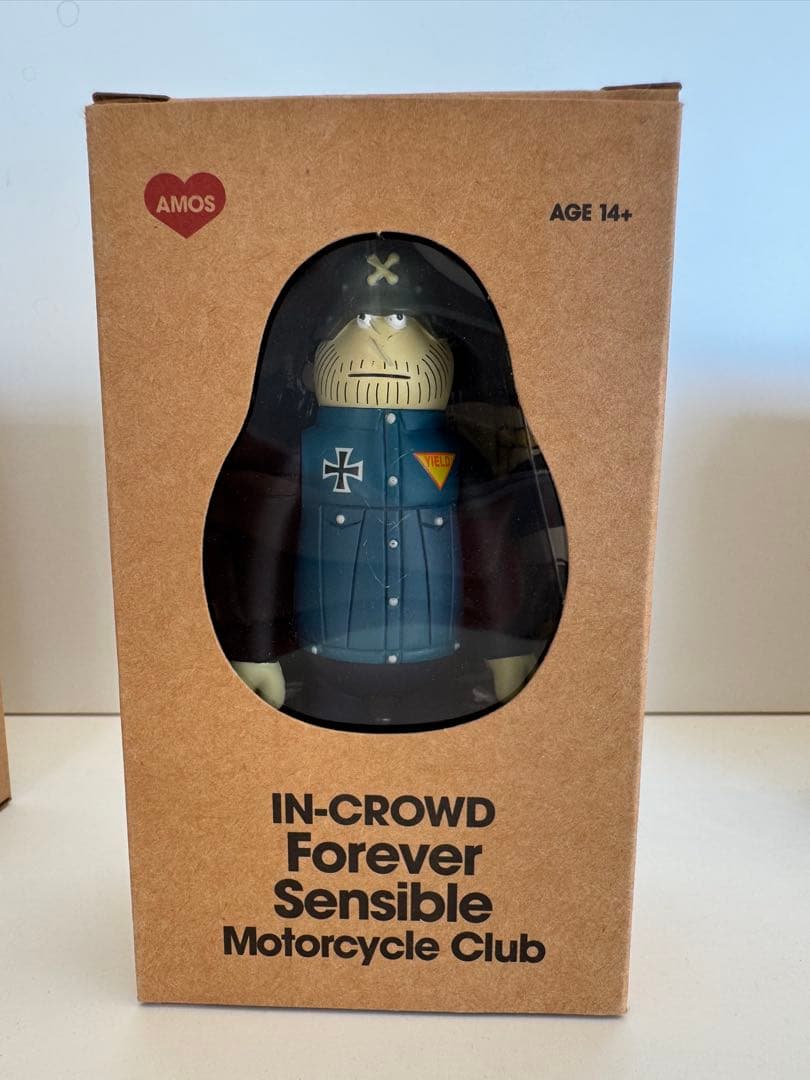 AMOS
AGE 14+
YIELD
IN-CROWD
Forever
Sensible
Motorcycle Club